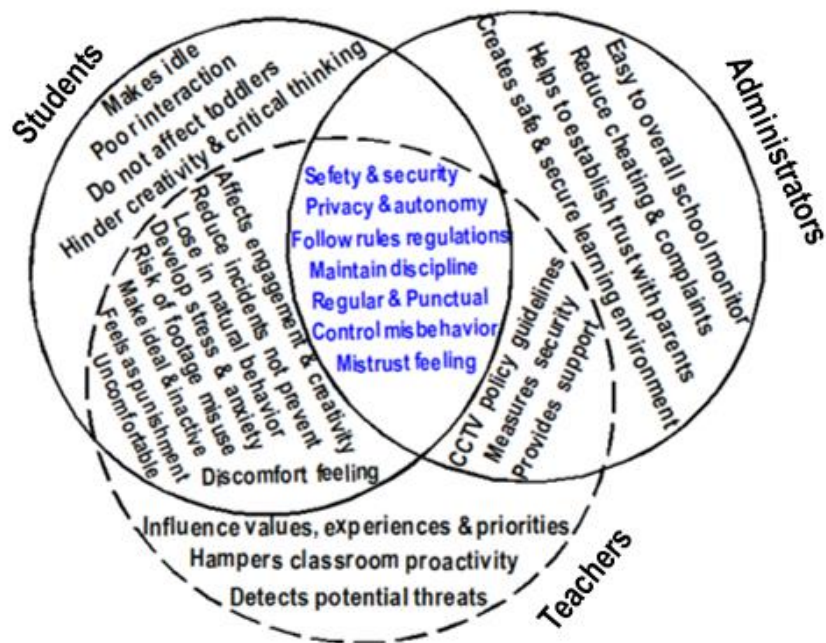 Students
Makes idle
Poor interaction
Do not affect toddlers
Hinder creativity & critical thinking
Administrators
Easy to overall school monitor
Reduce cheating & complaints
Helps to establish trust with parents
Creates safe & secure learning environment
Sefety & security
Privacy & autonomy
Follow rules regulations
Maintain discipline
Regular & Punctual
Control misbehavior
Mistrust feeling
Affects engagement & creativity
Reduce incidents not prevent
Lose in natural behavior
Develop stress & anxiety
Risk of footage misuse
Make ideal & inactive
Feels as punishment
Uncomfortable
Discomfort feeling
CCTV policy guidelines
Measures security
Provides support
Influence values, experiences & priorities
Hampers classroom proactivity
Detects potential threats
Teachers